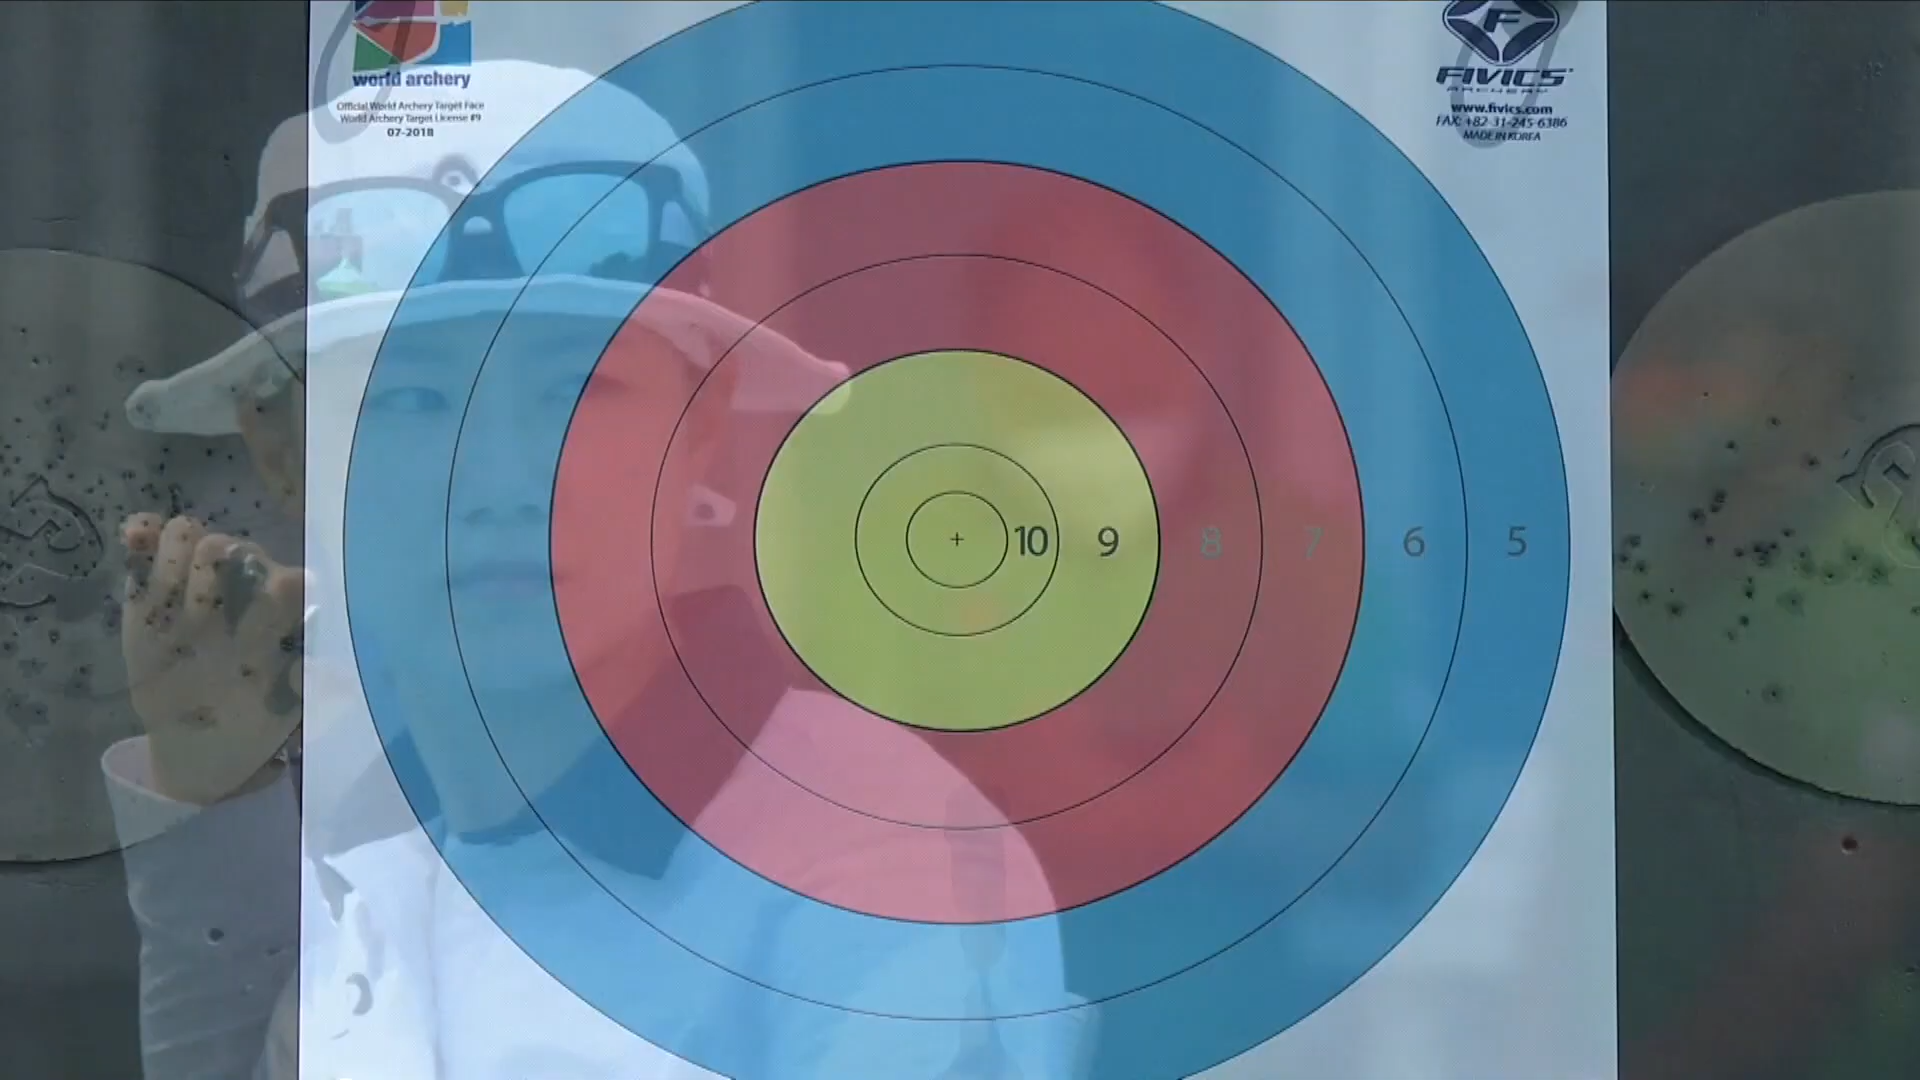 world archery
Official World Archery Target Face
World Archery Target License #9
07-2018
F
FIVICS
ARCHERY
www.fivics.com
FAX: +82-31-245-6386
MADE IN KOREA
10 9 8 7 6 5